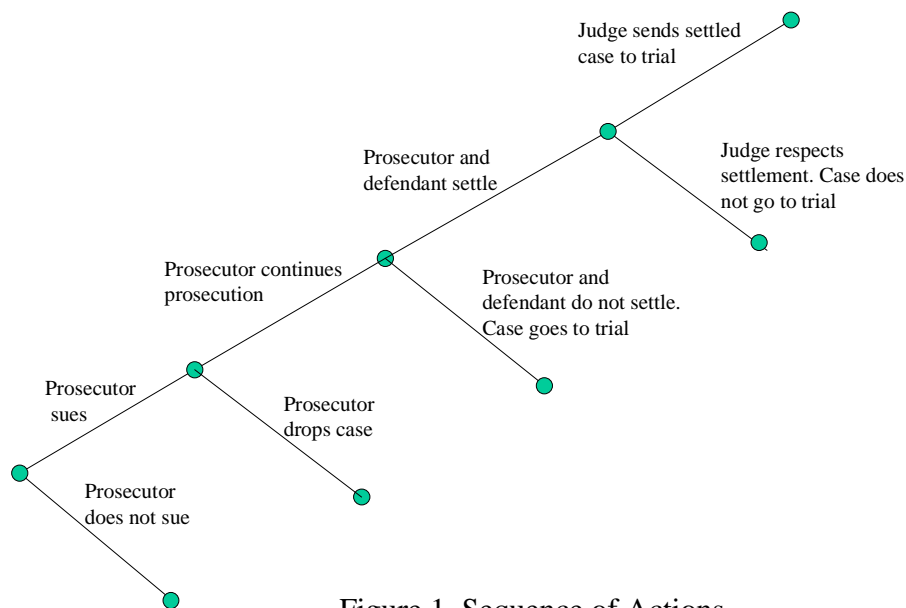 Judge sends settled
case to trial
Judge respects
settlement. Case does
not go to trial
Prosecutor and
defendant settle
Prosecutor continues
prosecution
Prosecutor and
defendant do not settle.
Case goes to trial
Prosecutor
sues
Prosecutor
drops case
Prosecutor
does not sue
Figure 1. Sequence of Actions